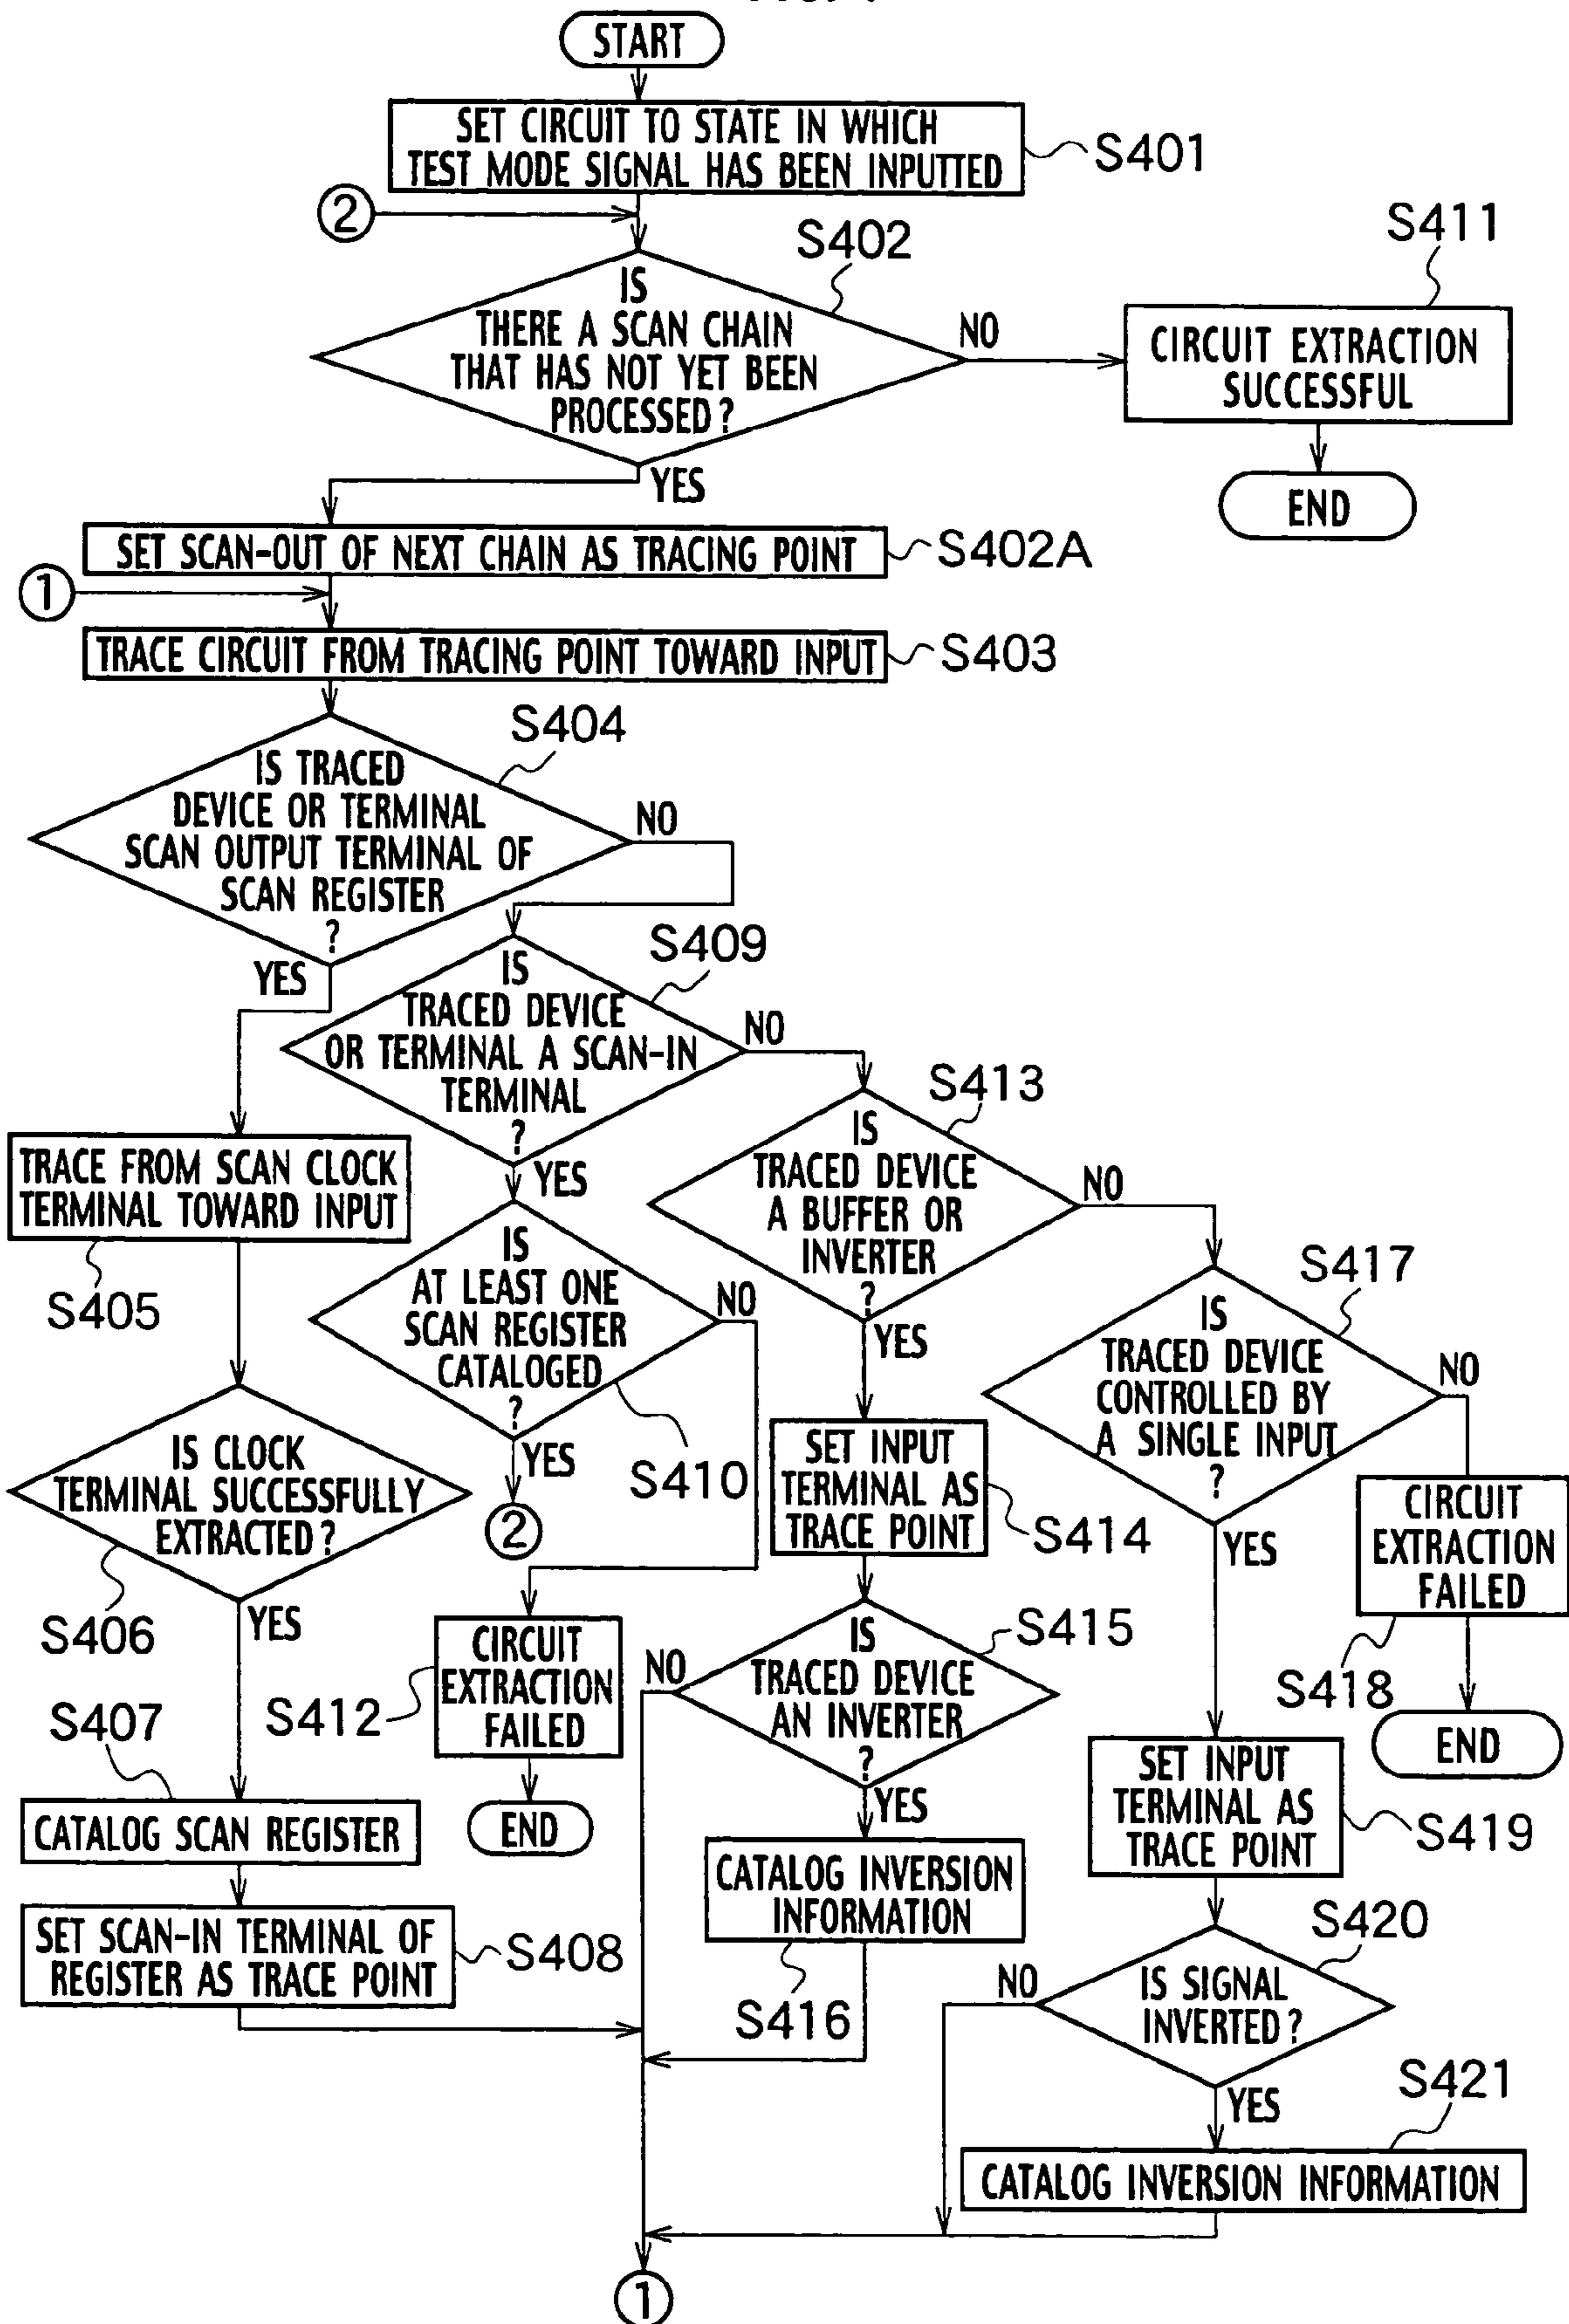 START
SET CIRCUIT TO STATE IN WHICH
TEST MODE SIGNAL HAS BEEN INPUTTED
S401
②
S402
IS
THERE A SCAN CHAIN
THAT HAS NOT YET BEEN
PROCESSED?
NO
S411
CIRCUIT EXTRACTION
SUCCESSFUL
END
YES
SET SCAN-OUT OF NEXT CHAIN AS TRACING POINT
S402A
①
TRACE CIRCUIT FROM TRACING POINT TOWARD INPUT
S403
S404
IS TRACED
DEVICE OR TERMINAL
SCAN OUTPUT TERMINAL OF
SCAN REGISTER
?
NO
YES
S409
IS
TRACED DEVICE
OR TERMINAL A SCAN-IN
TERMINAL
?
NO
YES
TRACE FROM SCAN CLOCK
TERMINAL TOWARD INPUT
S405
S413
IS
TRACED DEVICE
A BUFFER OR
INVERTER
?
NO
YES
IS
AT LEAST ONE
SCAN REGISTER
CATALOGED
?
NO
YES
S410
②
S417
IS
TRACED DEVICE
CONTROLLED BY
A SINGLE INPUT
?
NO
YES
IS CLOCK
TERMINAL SUCCESSFULLY
EXTRACTED?
S406
YES
SET INPUT
TERMINAL AS
TRACE POINT
S414
CIRCUIT
EXTRACTION
FAILED
S418
END
CIRCUIT
EXTRACTION
FAILED
S412
END
NO
IS
TRACED DEVICE
AN INVERTER
?
S415
YES
S407
CATALOG SCAN REGISTER
SET INPUT
TERMINAL AS
TRACE POINT
S419
CATALOG INVERSION
INFORMATION
S416
SET SCAN-IN TERMINAL OF
REGISTER AS TRACE POINT
S408
S420
NO
IS SIGNAL
INVERTED?
YES
S421
CATALOG INVERSION INFORMATION
①